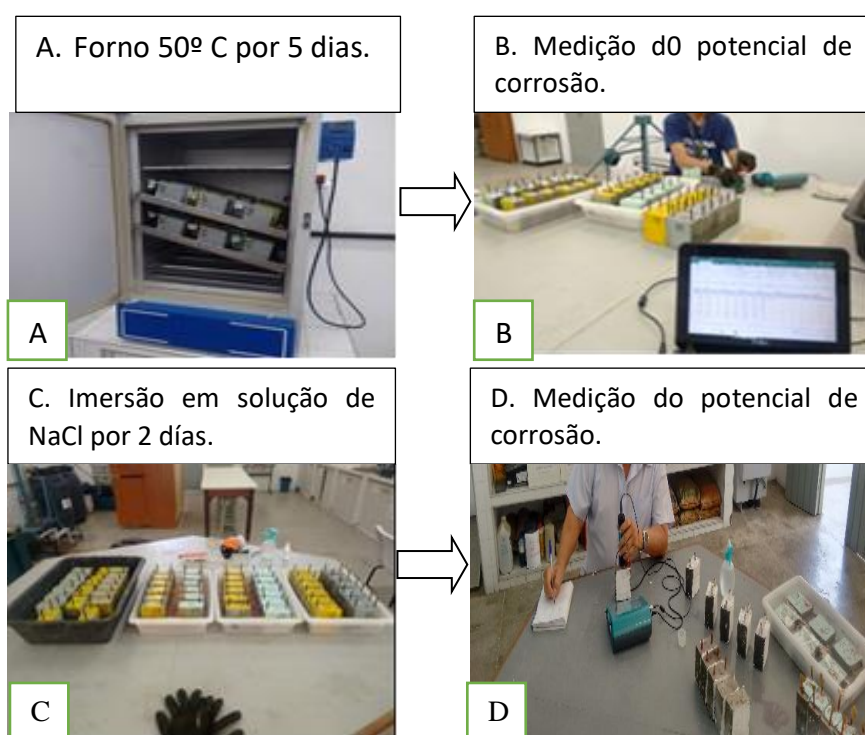 A. Forno 50º C por 5 dias.
B. Medição d0 potencial de
corrosão.
A
B
C. Imersão em solução de
NaCl por 2 días.
D. Medição do potencial de
corrosão.
C
D